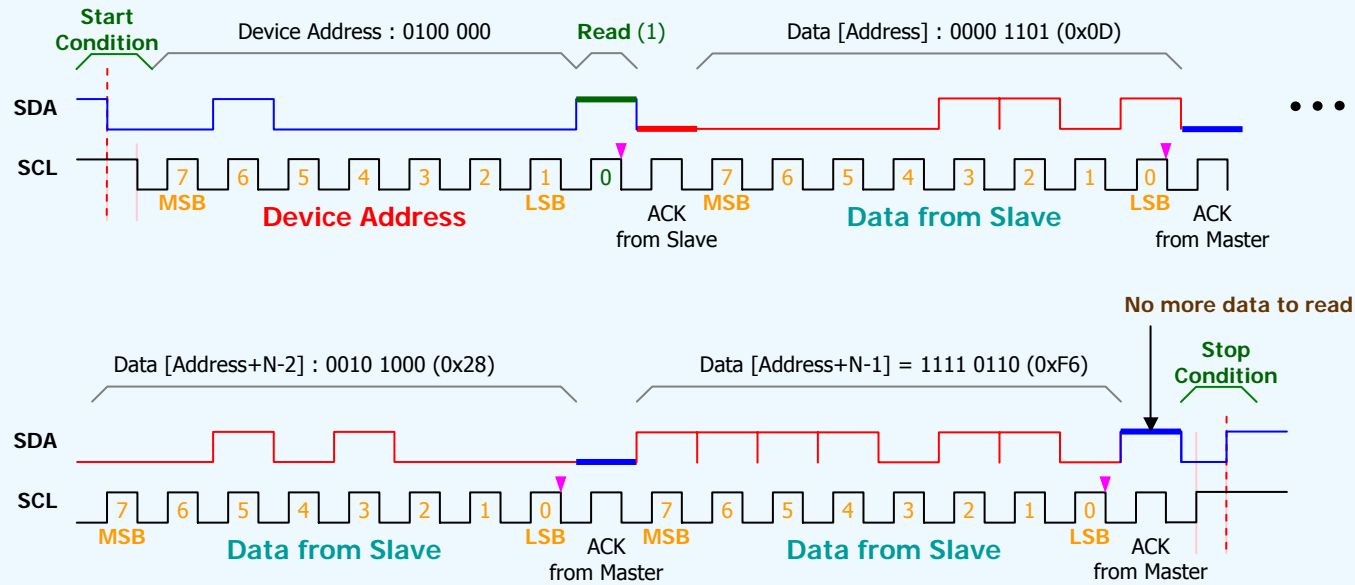 Start
Condition
Device Address : 0100 000
Read (1)
Data [Address] : 0000 1101 (0x0D)
SDA
• • •
SCL
7 6 5 4 3 2 1 0 7 6 5 4 3 2 1 0
MSB LSB MSB LSB
Device Address
ACK
from Slave
Data from Slave
ACK
from Master
No more data to read
Data [Address+N-2] : 0010 1000 (0x28)
Data [Address+N-1] = 1111 0110 (0xF6)
Stop
Condition
SDA
SCL
7 6 5 4 3 2 1 0 7 6 5 4 3 2 1 0
MSB LSB MSB LSB
Data from Slave
ACK
from Master
Data from Slave
ACK
from Master